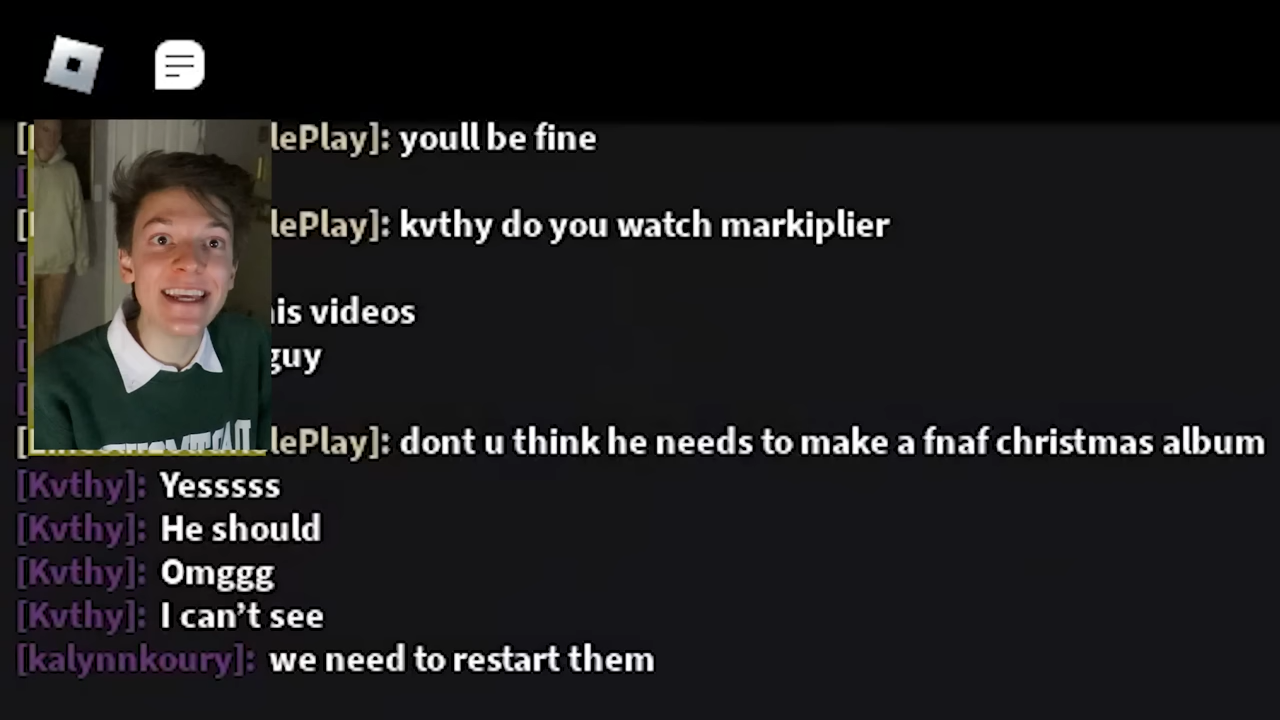 lePlay]: youll be fine
lePlay]: kvthy do you watch markiplier
his videos
guy
lePlay]: dont u think he needs to make a fnaf christmas album
[Kvthy]: Yesssss
[Kvthy]: He should
[Kvthy]: Omggg
[Kvthy]: I can’t see
[kalynnkoury]: we need to restart them